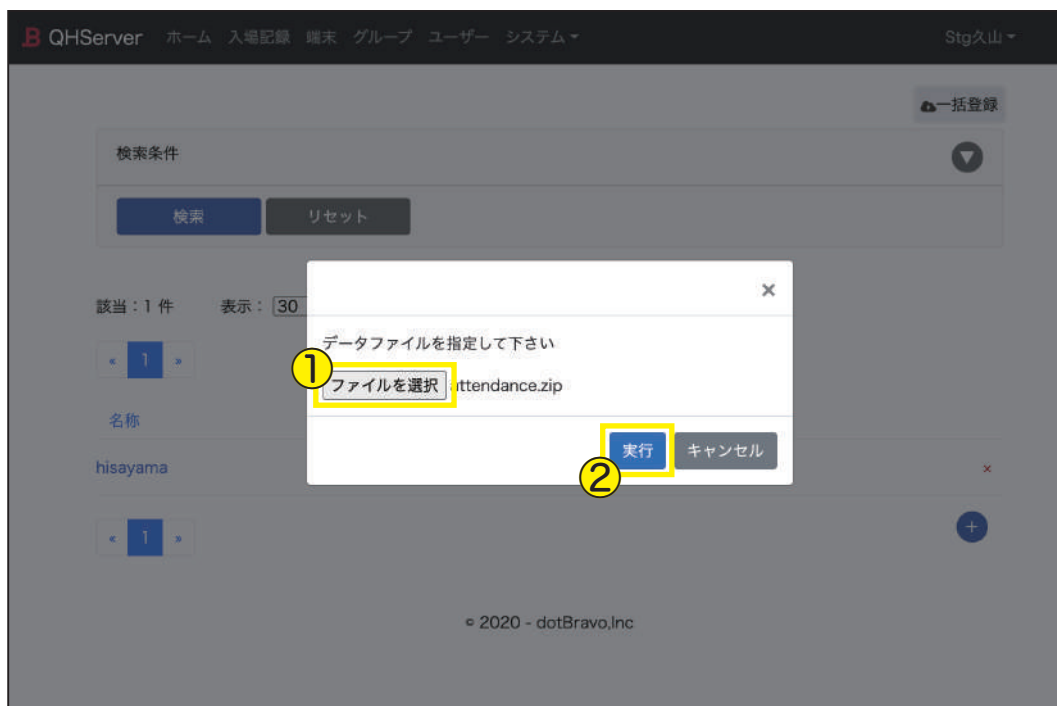 B QHServer ホーム 入場記録 端末 グループ ユーザー システム Stg久山
一括登録
検索条件
検索 リセット
×
該当：1 件 表示： 30
データファイルを指定して下さい
« 1 »
①
ファイルを選択 ttendance.zip
名称
実行 キャンセル
②
hisayama ×
« 1 » +
© 2020 - dotBravo,Inc